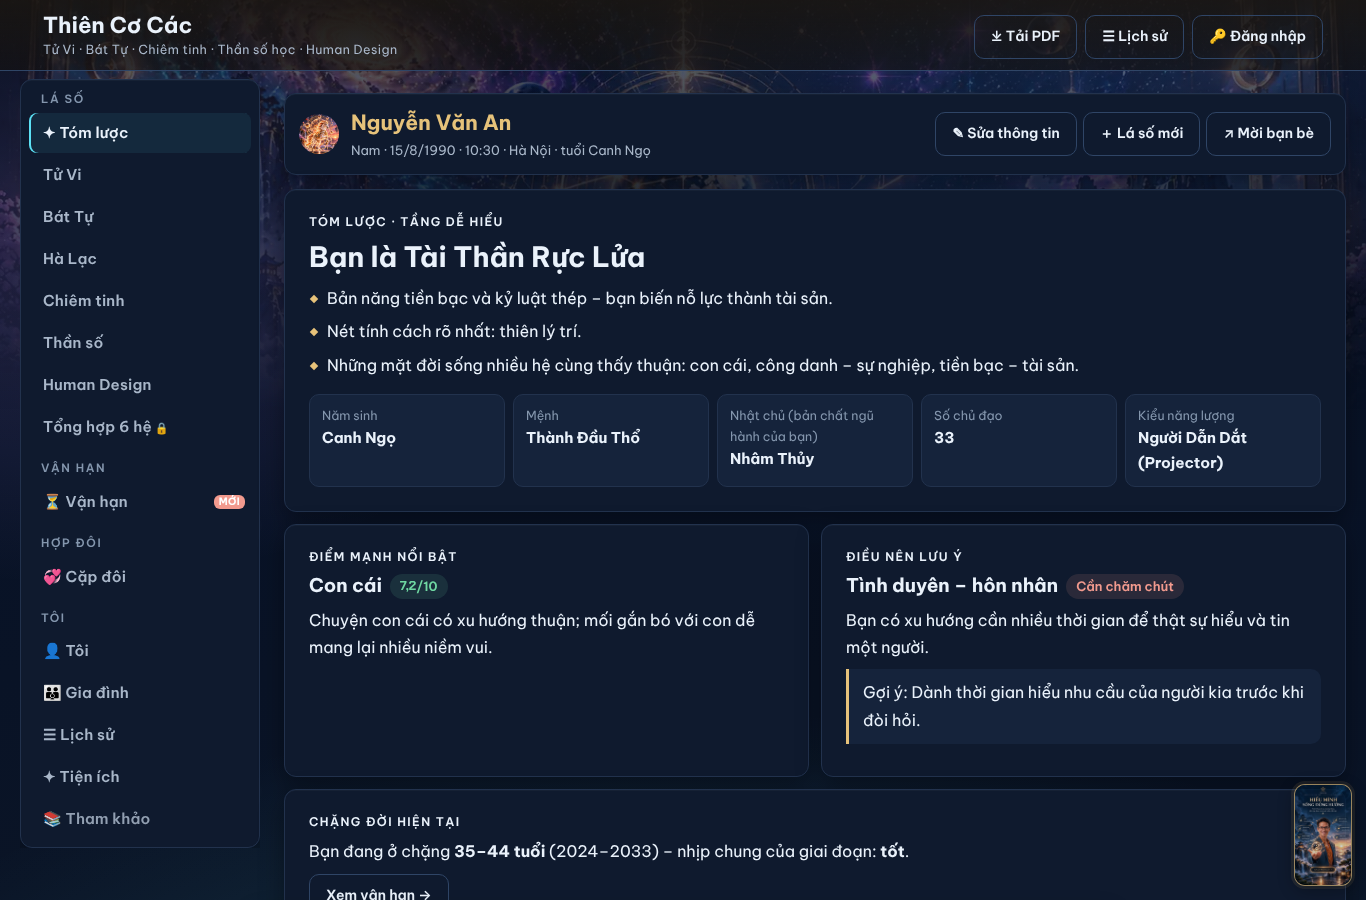 Thiên Cơ Các
Tử Vi · Bát Tự · Chiêm tinh · Thần số học · Human Design
Tải PDF
Lịch sử
Đăng nhập
LÁ SỐ
Tóm lược
Tử Vi
Bát Tự
Hà Lạc
Chiêm tinh
Thần số
Human Design
Tổng hợp 6 hệ
VẬN HẠN
Vận hạn
MỚI
HỢP ĐÔI
Cặp đôi
TÔI
Tôi
Gia đình
Lịch sử
Tiện ích
Tham khảo
Nguyễn Văn An
Nam · 15/8/1990 · 10:30 · Hà Nội · tuổi Canh Ngọ
Sửa thông tin
+ Lá số mới
Mời bạn bè
TÓM LƯỢC · TẦNG DỄ HIỂU
Bạn là Tài Thần Rực Lửa
Bản năng tiền bạc và kỷ luật thép – bạn biến nỗ lực thành tài sản.
Nét tính cách rõ nhất: thiên lý trí.
Những mặt đời sống nhiều hệ cùng thấy thuận: con cái, công danh – sự nghiệp, tiền bạc – tài sản.
Năm sinh
Canh Ngọ
Mệnh
Thành Đầu Thổ
Nhật chủ (bản chất ngũ
hành của bạn)
Nhâm Thủy
Số chủ đạo
33
Kiểu năng lượng
Người Dẫn Dắt
(Projector)
ĐIỂM MẠNH NỔI BẬT
Con cái 7,2/10
Chuyện con cái có xu hướng thuận; mối gắn bó với con dễ
mang lại nhiều niềm vui.
ĐIỀU NÊN LƯU Ý
Tình duyên – hôn nhân Cần chăm chút
Bạn có xu hướng cần nhiều thời gian để thật sự hiểu và tin
một người.
Gợi ý: Dành thời gian hiểu nhu cầu của người kia trước khi
đòi hỏi.
CHẶNG ĐỜI HIỆN TẠI
Bạn đang ở chặng 35–44 tuổi (2024–2033) – nhịp chung của giai đoạn: tốt.
Xem vận hạn →